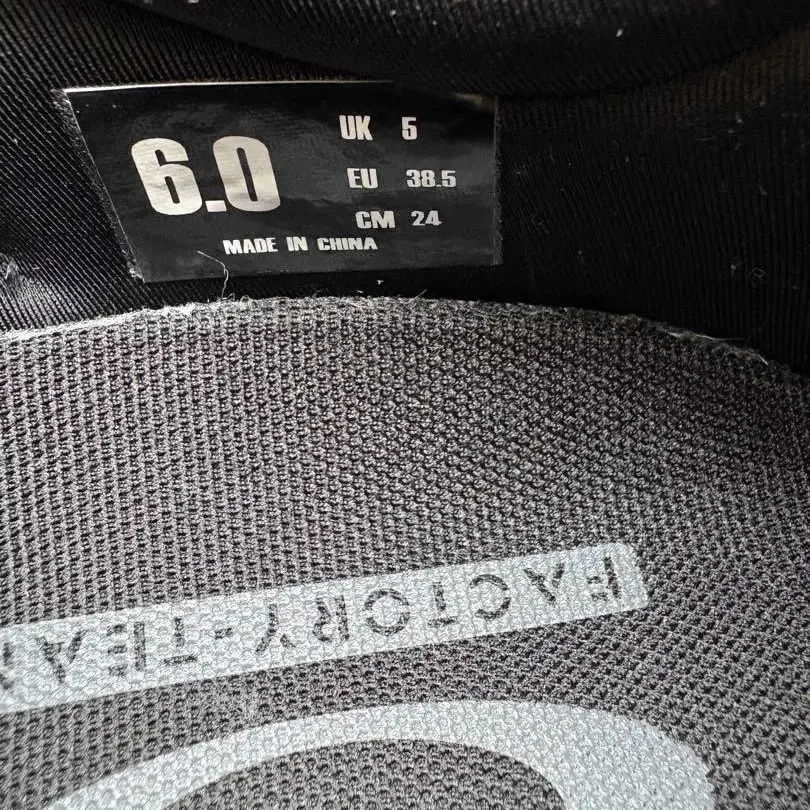 6.0
UK 5
EU 38.5
CM 24
MADE IN CHINA
FACTORY-TEA